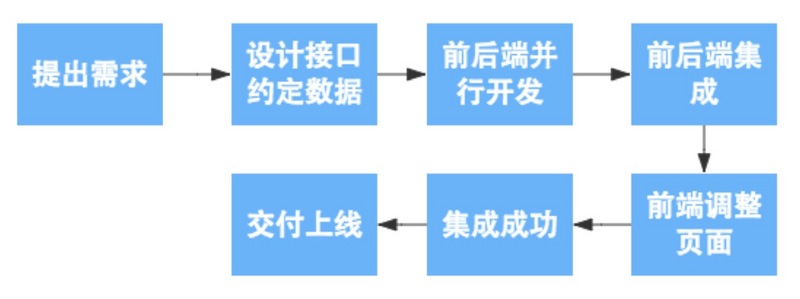 提出需求
设计接口
约定数据
前后端并
行开发
前后端集
成
前端调整
页面
集成成功
交付上线